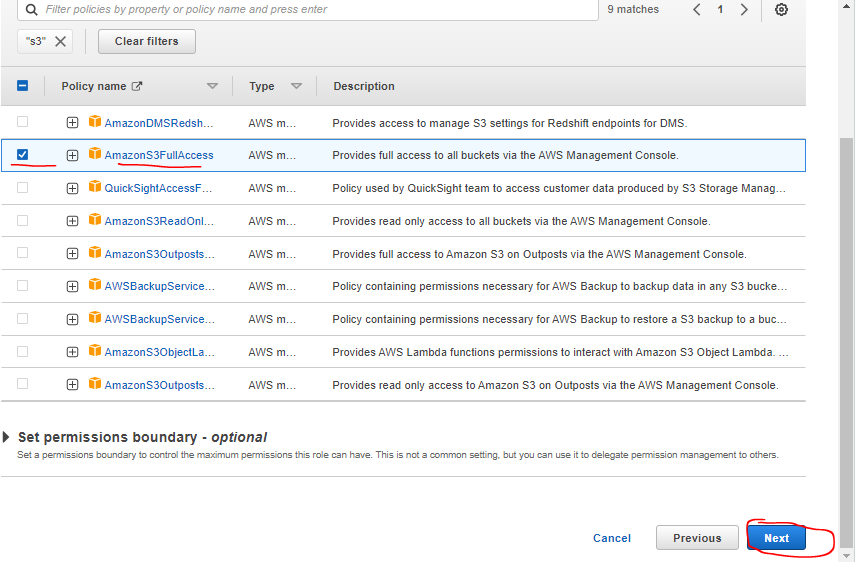 Filter policies by property or policy name and press enter 9 matches 1
"s3" Clear filters
Policy name Type Description
AmazonDMSRedsh... AWS m... Provides access to manage S3 settings for Redshift endpoints for DMS.
AmazonS3FullAccess AWS m... Provides full access to all buckets via the AWS Management Console.
QuickSightAccessF... AWS m... Policy used by QuickSight team to access customer data produced by S3 Storage Manag...
AmazonS3ReadOnl... AWS m... Provides read only access to all buckets via the AWS Management Console.
AmazonS3Outposts... AWS m... Provides full access to Amazon S3 on Outposts via the AWS Management Console.
AWSBackupService... AWS m... Policy containing permissions necessary for AWS Backup to backup data in any S3 bucke...
AWSBackupService... AWS m... Policy containing permissions necessary for AWS Backup to restore a S3 backup to a buc...
AmazonS3ObjectLa... AWS m... Provides AWS Lambda functions permissions to interact with Amazon S3 Object Lambda. ...
AmazonS3Outposts... AWS m... Provides read only access to Amazon S3 on Outposts via the AWS Management Console.
Set permissions boundary - optional
Set a permissions boundary to control the maximum permissions this role can have. This is not a common setting, but you can use it to delegate permission management to others.
Cancel Previous Next